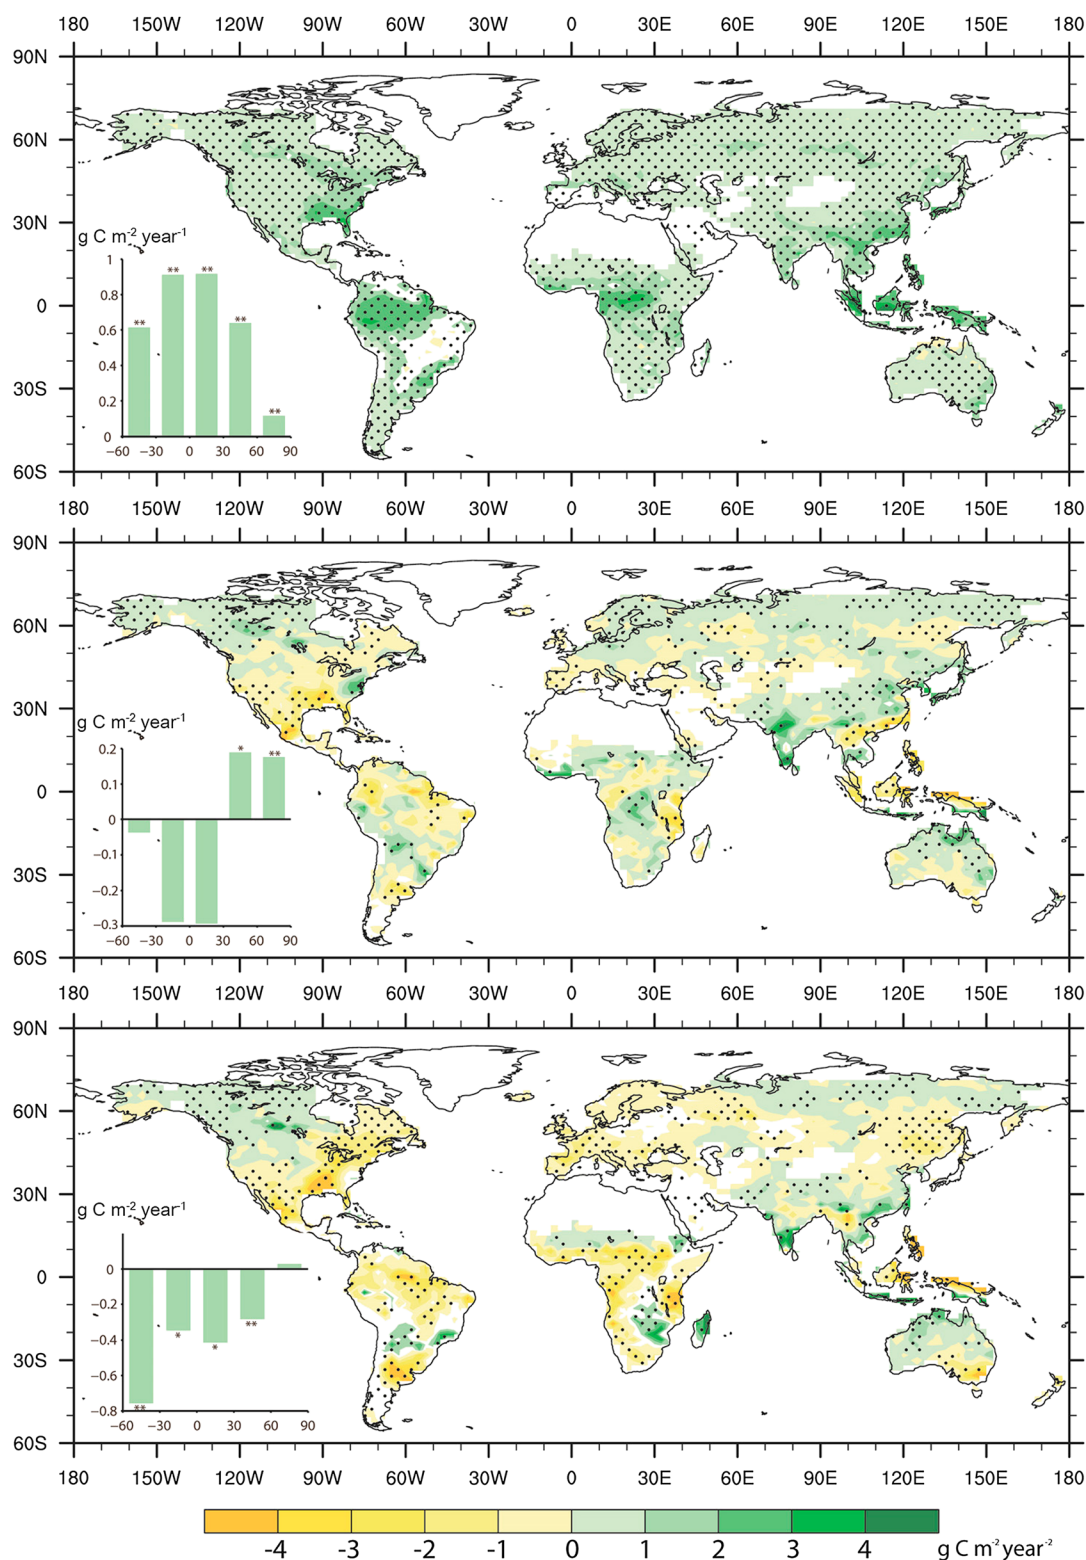 180 150W 120W 90W 60W 30W 0 30E 60E 90E 120E 150E 180
90N
60N
30N
0
30S
60S
g C m-2 year-1
1
0.8
0.6
0.4
0.2
0
** ** ** ** **
−60 −30 0 30 60 90
180 150W 120W 90W 60W 30W 0 30E 60E 90E 120E 150E 180
90N
60N
30N
0
30S
60S
g C m-2 year-1
0.2
0.1
0
−0.1
−0.2
−0.3
* **
−60 −30 0 30 60 90
180 150W 120W 90W 60W 30W 0 30E 60E 90E 120E 150E 180
90N
60N
30N
0
30S
60S
g C m-2 year-1
0
−0.2
−0.4
−0.6
−0.8
** * * **
−60 −30 0 30 60 90
180 150W 120W 90W 60W 30W 0 30E 60E 90E 120E 150E 180
-4 -3 -2 -1 0 1 2 3 4 g C m-2 year-2